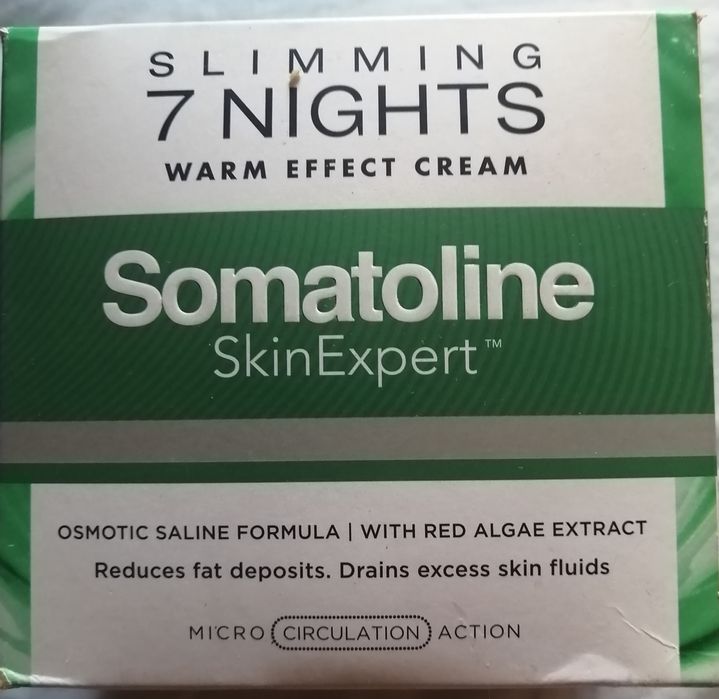 SLIMMING
7 NIGHTS
WARM EFFECT CREAM
Somatoline
SkinExpert™
OSMOTIC SALINE FORMULA | WITH RED ALGAE EXTRACT
Reduces fat deposits. Drains excess skin fluids
MICRO CIRCULATION ACTION